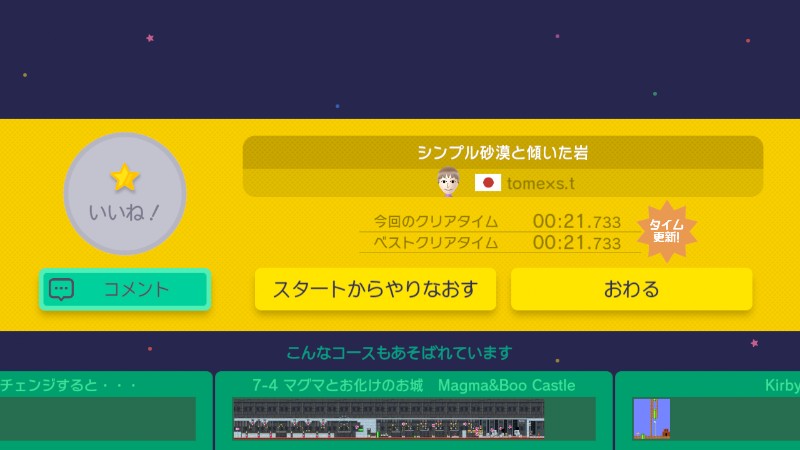 シンプル砂漠と傾いた岩
tome×s.t
いいね！
今回のクリアタイム 00:21.733
ベストクリアタイム 00:21.733
タイム
更新!
コメント
スタートからやりなおす
おわる
こんなコースもあそばれています
チェンジすると・・・
7-4 マグマとお化けのお城 Magma&Boo Castle
Kirby